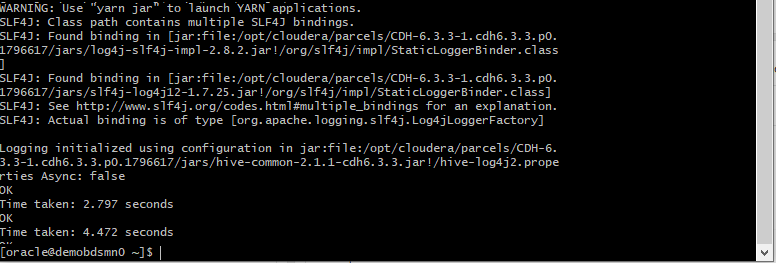 WARNING: Use "yarn jar" to launch YARN applications.
SLF4J: Class path contains multiple SLF4J bindings.
SLF4J: Found binding in [jar:file:/opt/cloudera/parcels/CDH-6.3.3-1.cdh6.3.3.p0.
1796617/jars/log4j-slf4j-impl-2.8.2.jar!/org/slf4j/impl/StaticLoggerBinder.class
]
SLF4J: Found binding in [jar:file:/opt/cloudera/parcels/CDH-6.3.3-1.cdh6.3.3.p0.
1796617/jars/slf4j-log4j12-1.7.25.jar!/org/slf4j/impl/StaticLoggerBinder.class]
SLF4J: See http://www.slf4j.org/codes.html#multiple_bindings for an explanation.
SLF4J: Actual binding is of type [org.apache.logging.slf4j.Log4jLoggerFactory]
Logging initialized using configuration in jar:file:/opt/cloudera/parcels/CDH-6.
3.3-1.cdh6.3.3.p0.1796617/jars/hive-common-2.1.1-cdh6.3.3.jar!/hive-log4j2.prope
rties Async: false
OK
Time taken: 2.797 seconds
OK
Time taken: 4.472 seconds
[oracle@demobdsmn0 ~]$